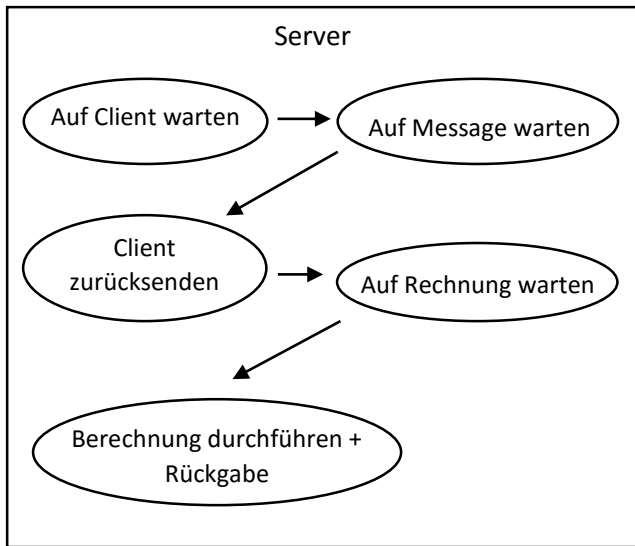 Server
Auf Client warten
Auf Message warten
Client
zurücksenden
Auf Rechnung warten
Berechnung durchführen +
Rückgabe